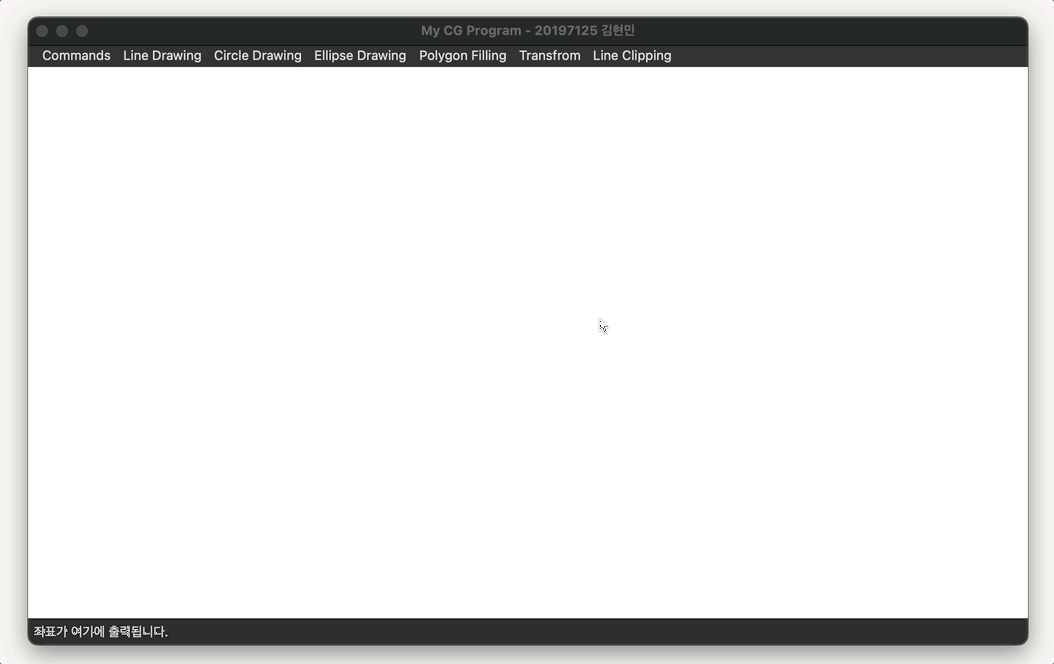 My CG Program - 20197125 김현민
Commands Line Drawing Circle Drawing Ellipse Drawing Polygon Filling Transfrom Line Clipping
좌표가 여기에 출력됩니다.